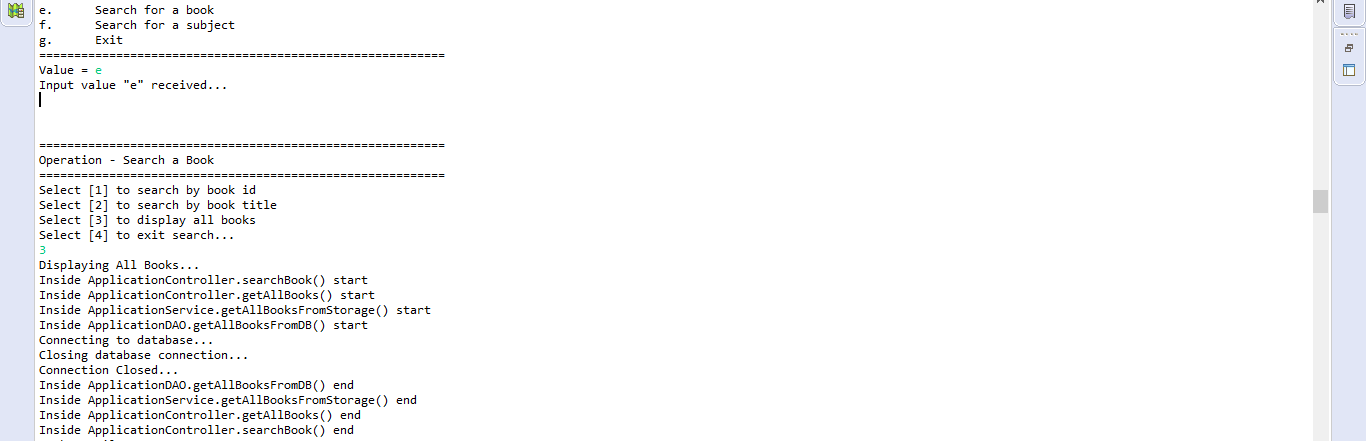 e.      Search for a book
f.      Search for a subject
g.      Exit
==========================================================
Value = e
Input value "e" received...
==========================================================
Operation - Search a Book
==========================================================
Select [1] to search by book id
Select [2] to search by book title
Select [3] to display all books
Select [4] to exit search...
3
Displaying All Books...
Inside ApplicationController.searchBook() start
Inside ApplicationController.getAllBooks() start
Inside ApplicationService.getAllBooksFromStorage() start
Inside ApplicationDAO.getAllBooksFromDB() start
Connecting to database...
Closing database connection...
Connection Closed...
Inside ApplicationDAO.getAllBooksFromDB() end
Inside ApplicationService.getAllBooksFromStorage() end
Inside ApplicationController.getAllBooks() end
Inside ApplicationController.searchBook() end